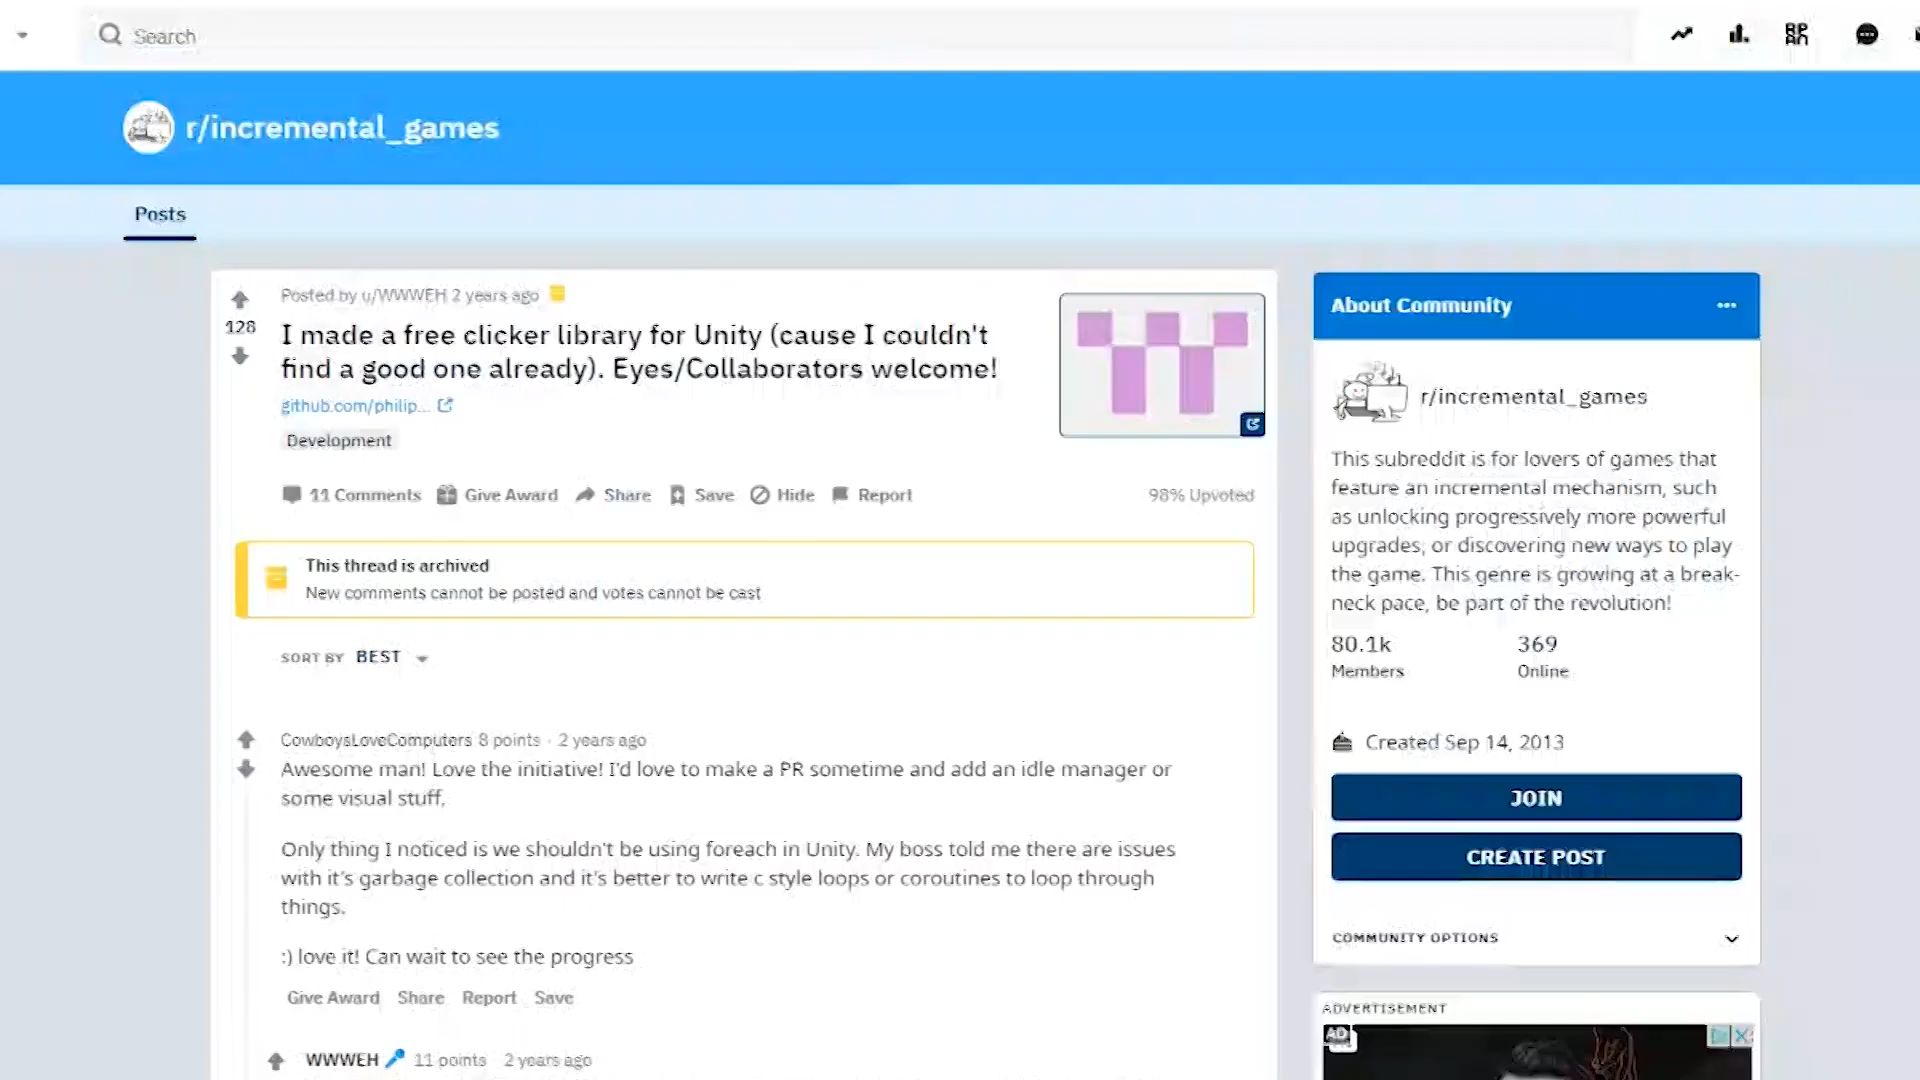 Search
r/incremental_games
Posts
Posted by u/WWWEH 2 years ago
128
I made a free clicker library for Unity (cause I couldn't
find a good one already). Eyes/Collaborators welcome!
github.com/philip...
Development
11 Comments Give Award Share Save Hide Report 98% Upvoted
This thread is archived
New comments cannot be posted and votes cannot be cast
SORT BY BEST
CowboysLoveComputers 8 points · 2 years ago
Awesome man! Love the initiative! I'd love to make a PR sometime and add an idle manager or
some visual stuff.
Only thing I noticed is we shouldn't be using foreach in Unity. My boss told me there are issues
with it's garbage collection and it's better to write c style loops or coroutines to loop through
things.
:) love it! Can wait to see the progress
Give Award Share Report Save
WWWEH 11 points 2 years ago
About Community
r/incremental_games
This subreddit is for lovers of games that
feature an incremental mechanism, such
as unlocking progressively more powerful
upgrades, or discovering new ways to play
the game. This genre is growing at a break-
neck pace, be part of the revolution!
80.1k 369
Members Online
Created Sep 14, 2013
JOIN
CREATE POST
COMMUNITY OPTIONS
ADVERTISEMENT
AD